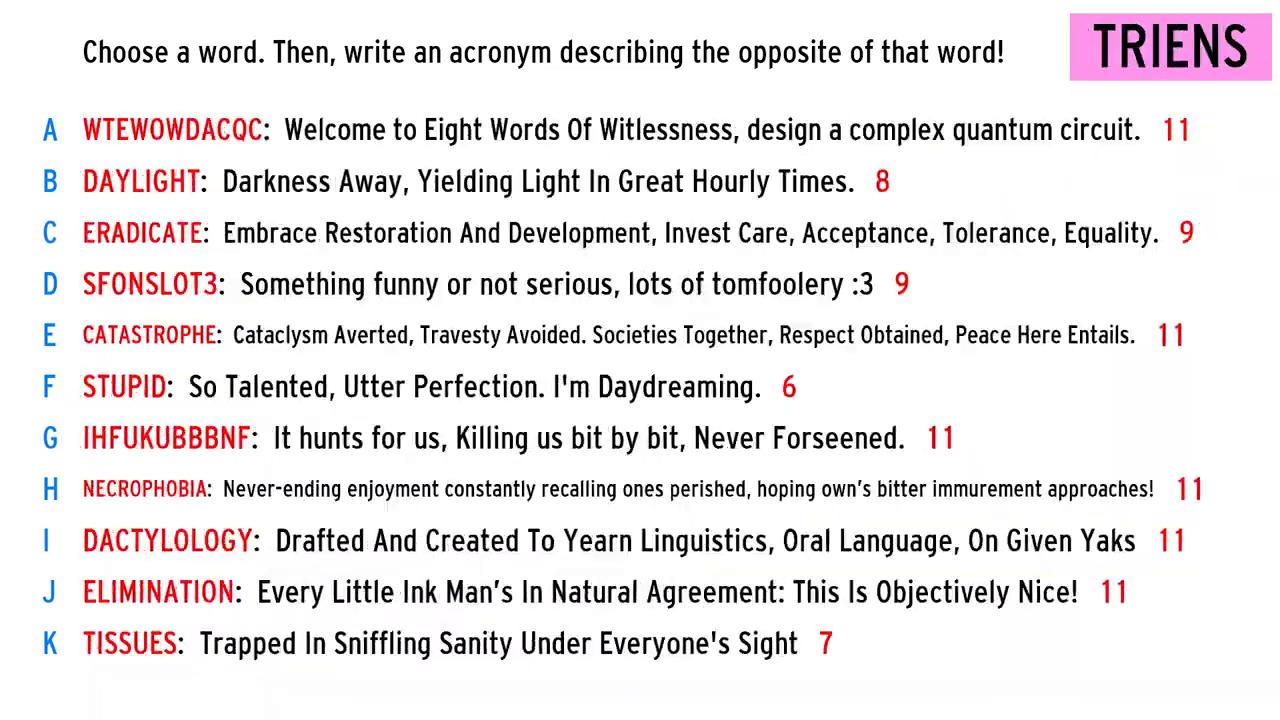 Choose a word. Then, write an acronym describing the opposite of that word!
TRIENS
A WTEWOWDACQC: Welcome to Eight Words Of Witlessness, design a complex quantum circuit. 11
B DAYLIGHT: Darkness Away, Yielding Light In Great Hourly Times. 8
C ERADICATE: Embrace Restoration And Development, Invest Care, Acceptance, Tolerance, Equality. 9
D SFONSLOT3: Something funny or not serious, lots of tomfoolery :3 9
E CATASTROPHE: Cataclysm Averted, Travesty Avoided. Societies Together, Respect Obtained, Peace Here Entails. 11
F STUPID: So Talented, Utter Perfection. I'm Daydreaming. 6
G IHFUKUBBBNF: It hunts for us, Killing us bit by bit, Never Forseened. 11
H NECROPHOBIA: Never-ending enjoyment constantly recalling ones perished, hoping own's bitter immurement approaches! 11
I DACTYLOLOGY: Drafted And Created To Yearn Linguistics, Oral Language, On Given Yaks 11
J ELIMINATION: Every Little Ink Man's In Natural Agreement: This Is Objectively Nice! 11
K TISSUES: Trapped In Sniffling Sanity Under Everyone's Sight 7